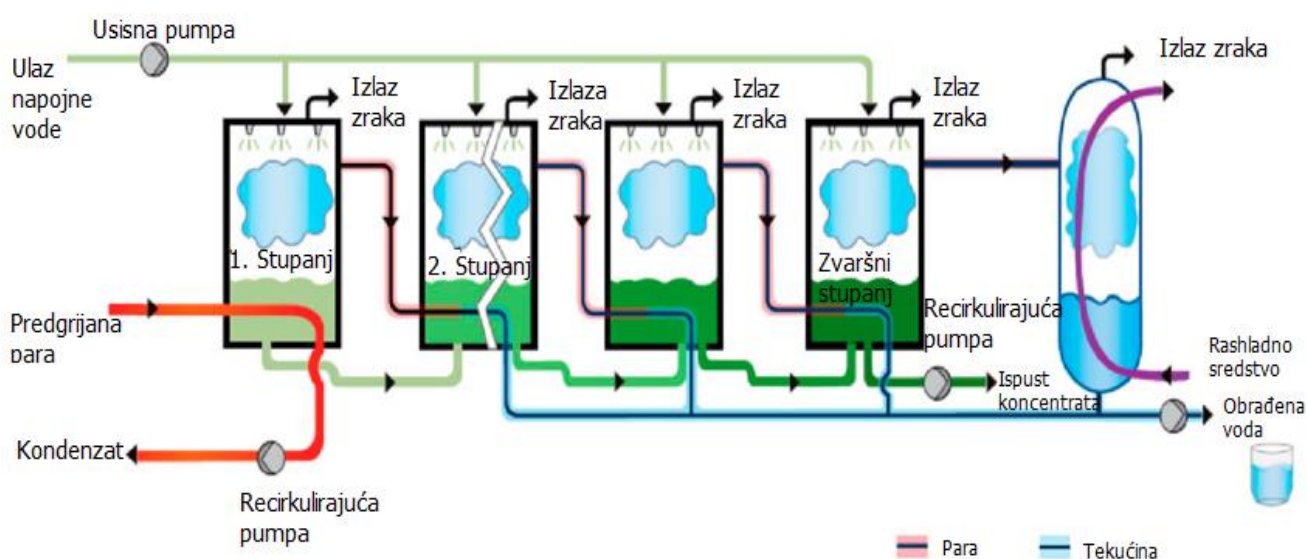 Usisna pumpa
Ulaz
napojne
vode
Izlaz
zraka
Izlaza
zraka
Izlaz
zraka
Izlaz
zraka
Izlaz zraka
1. Stupanj
2. Stupanj
Zvaršni
stupanj
Predgrijana
para
Recirkulirajuća
pumpa
Rashladno
sredstvo
Ispust
koncentrata
Obrađena
voda
Kondenzat
Recirkulirajuća
pumpa
Para
Tekućina